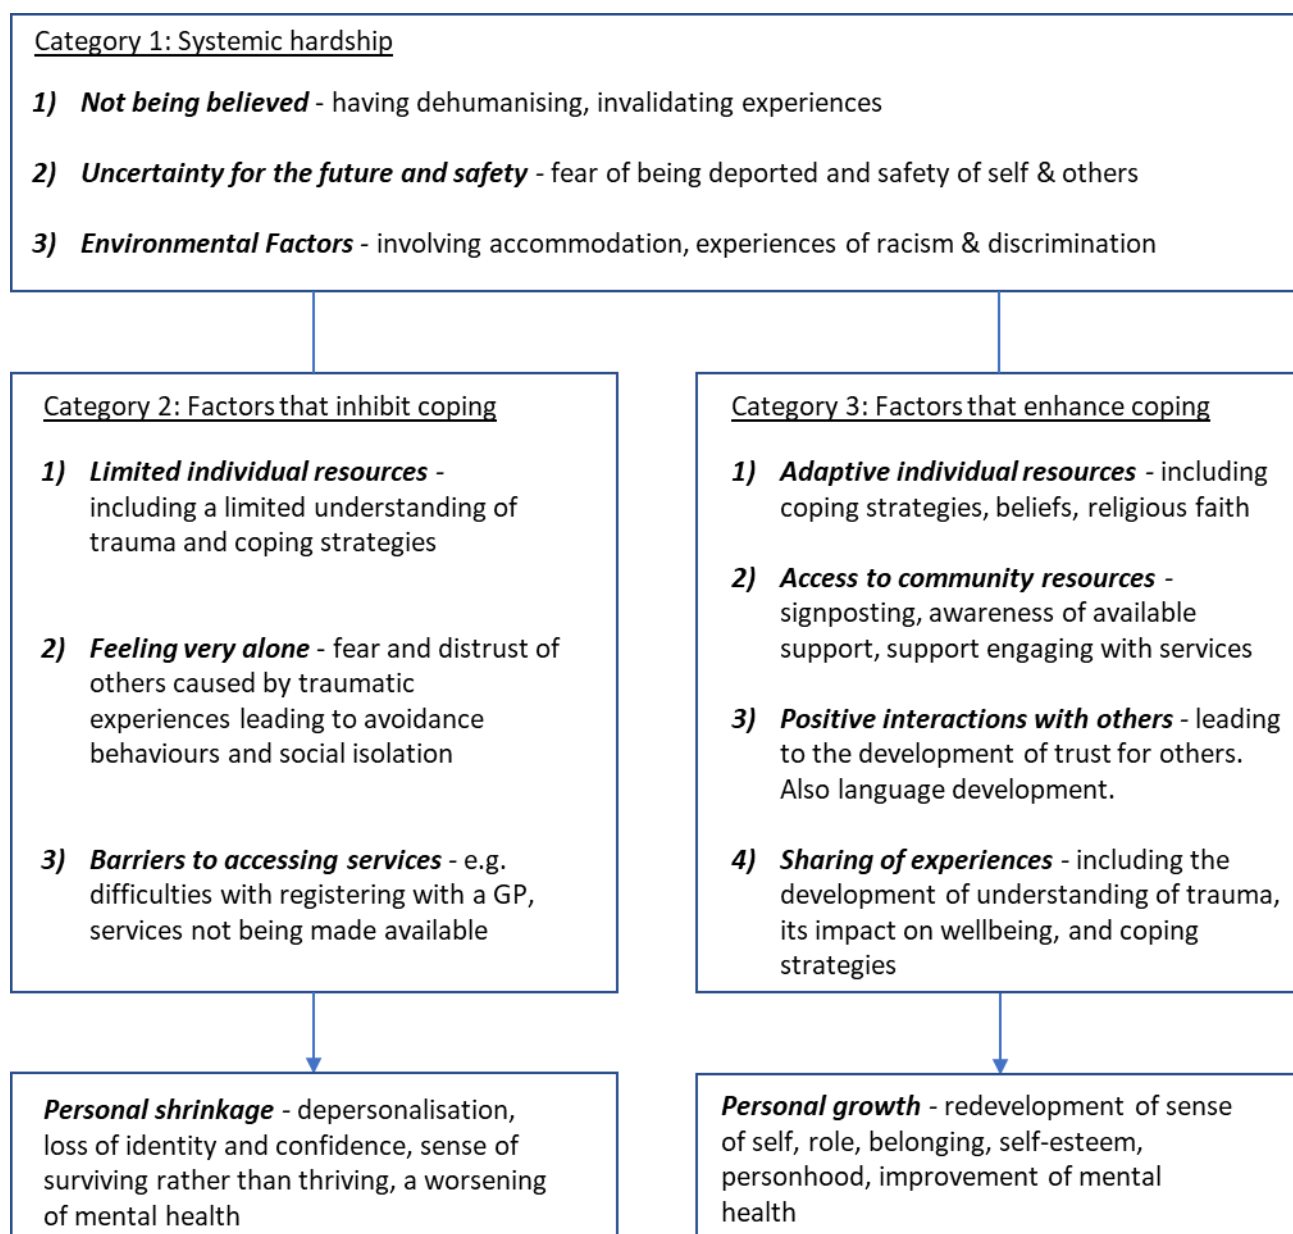 Category 1: Systemic hardship
1) Not being believed - having dehumanising, invalidating experiences
2) Uncertainty for the future and safety - fear of being deported and safety of self & others
3) Environmental Factors - involving accommodation, experiences of racism & discrimination
Category 2: Factors that inhibit coping
1) Limited individual resources -
including a limited understanding of
trauma and coping strategies
2) Feeling very alone - fear and distrust of
others caused by traumatic
experiences leading to avoidance
behaviours and social isolation
3) Barriers to accessing services - e.g.
difficulties with registering with a GP,
services not being made available
Category 3: Factors that enhance coping
1) Adaptive individual resources - including
coping strategies, beliefs, religious faith
2) Access to community resources -
signposting, awareness of available
support, support engaging with services
3) Positive interactions with others - leading
to the development of trust for others.
Also language development.
4) Sharing of experiences - including the
development of understanding of trauma,
its impact on wellbeing, and coping
strategies
Personal shrinkage - depersonalisation,
loss of identity and confidence, sense of
surviving rather than thriving, a worsening
of mental health
Personal growth - redevelopment of sense
of self, role, belonging, self-esteem,
personhood, improvement of mental
health